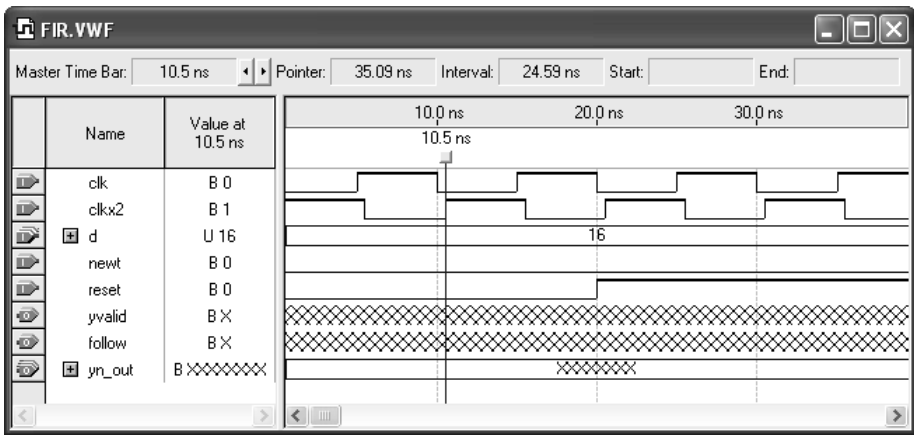 FIR.VWF
Master Time Bar: 10.5 ns Pointer: 35.09 ns Interval: 24.59 ns Start: End:
Name Value at 10.5 ns 10.0 ns 20.0 ns 30.0 ns
10.5 ns
clk B 0
clkx2 B 1
d U 16 16
newt B 0
reset B 0
yvalid B X
follow B X
yn_out B XXXXXXXX XXXXXXXX